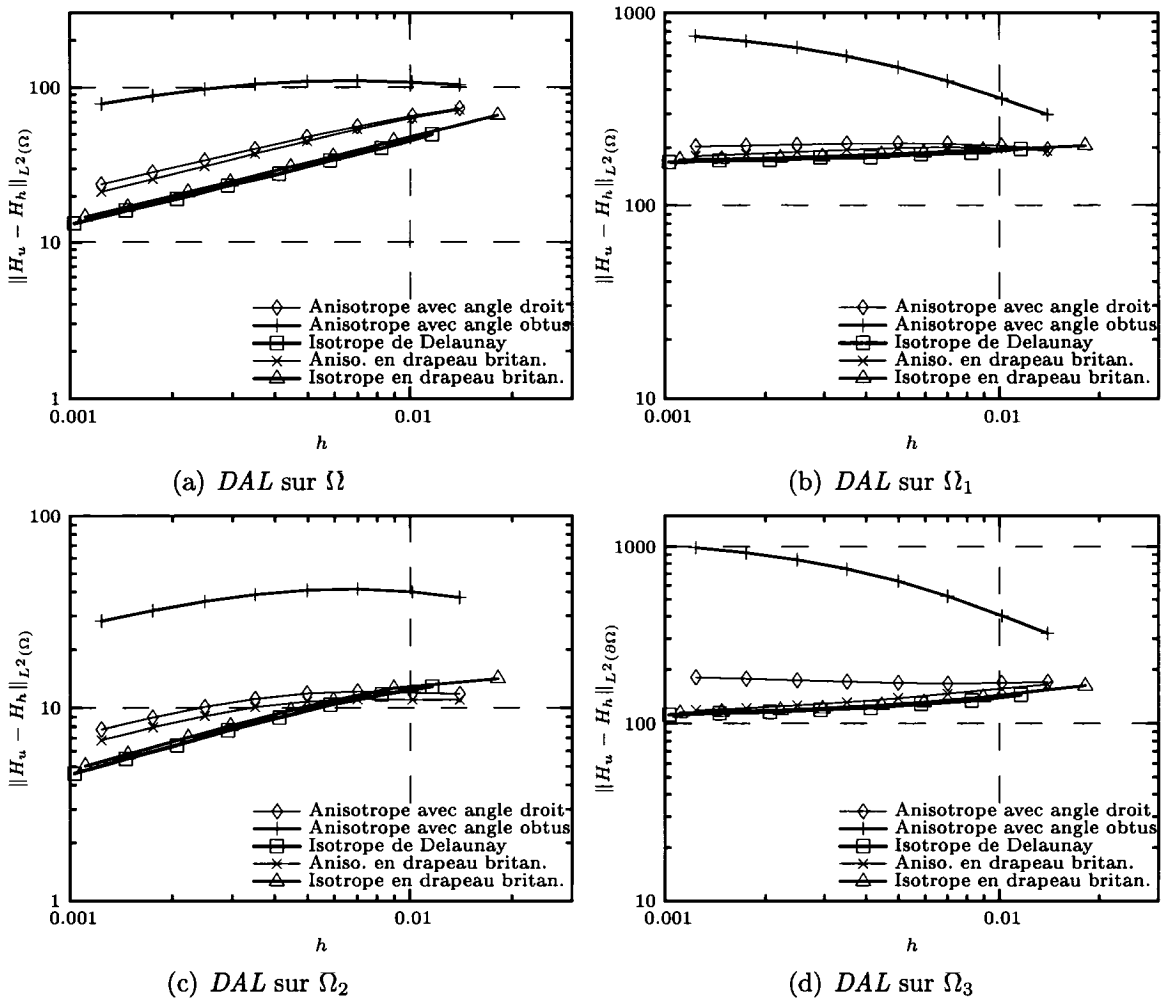 100
10
1
0.001
0.01
h
‖H_u − H_h‖_{L²(Ω)}
Anisotrope avec angle droit
Anisotrope avec angle obtus
Isotrope de Delaunay
Aniso. en drapeau britan.
Isotrope en drapeau britan.
(a) DAL sur Ω
1000
100
10
0.001
0.01
h
‖H_u − H_h‖_{L²(Ω)}
Anisotrope avec angle droit
Anisotrope avec angle obtus
Isotrope de Delaunay
Aniso. en drapeau britan.
Isotrope en drapeau britan.
(b) DAL sur Ω₁
100
10
1
0.001
0.01
h
‖H_u − H_h‖_{L²(Ω)}
Anisotrope avec angle droit
Anisotrope avec angle obtus
Isotrope de Delaunay
Aniso. en drapeau britan.
Isotrope en drapeau britan.
(c) DAL sur Ω₂
1000
100
10
0.001
0.01
h
‖H_u − H_h‖_{L²(∂Ω)}
Anisotrope avec angle droit
Anisotrope avec angle obtus
Isotrope de Delaunay
Aniso. en drapeau britan.
Isotrope en drapeau britan.
(d) DAL sur Ω₃